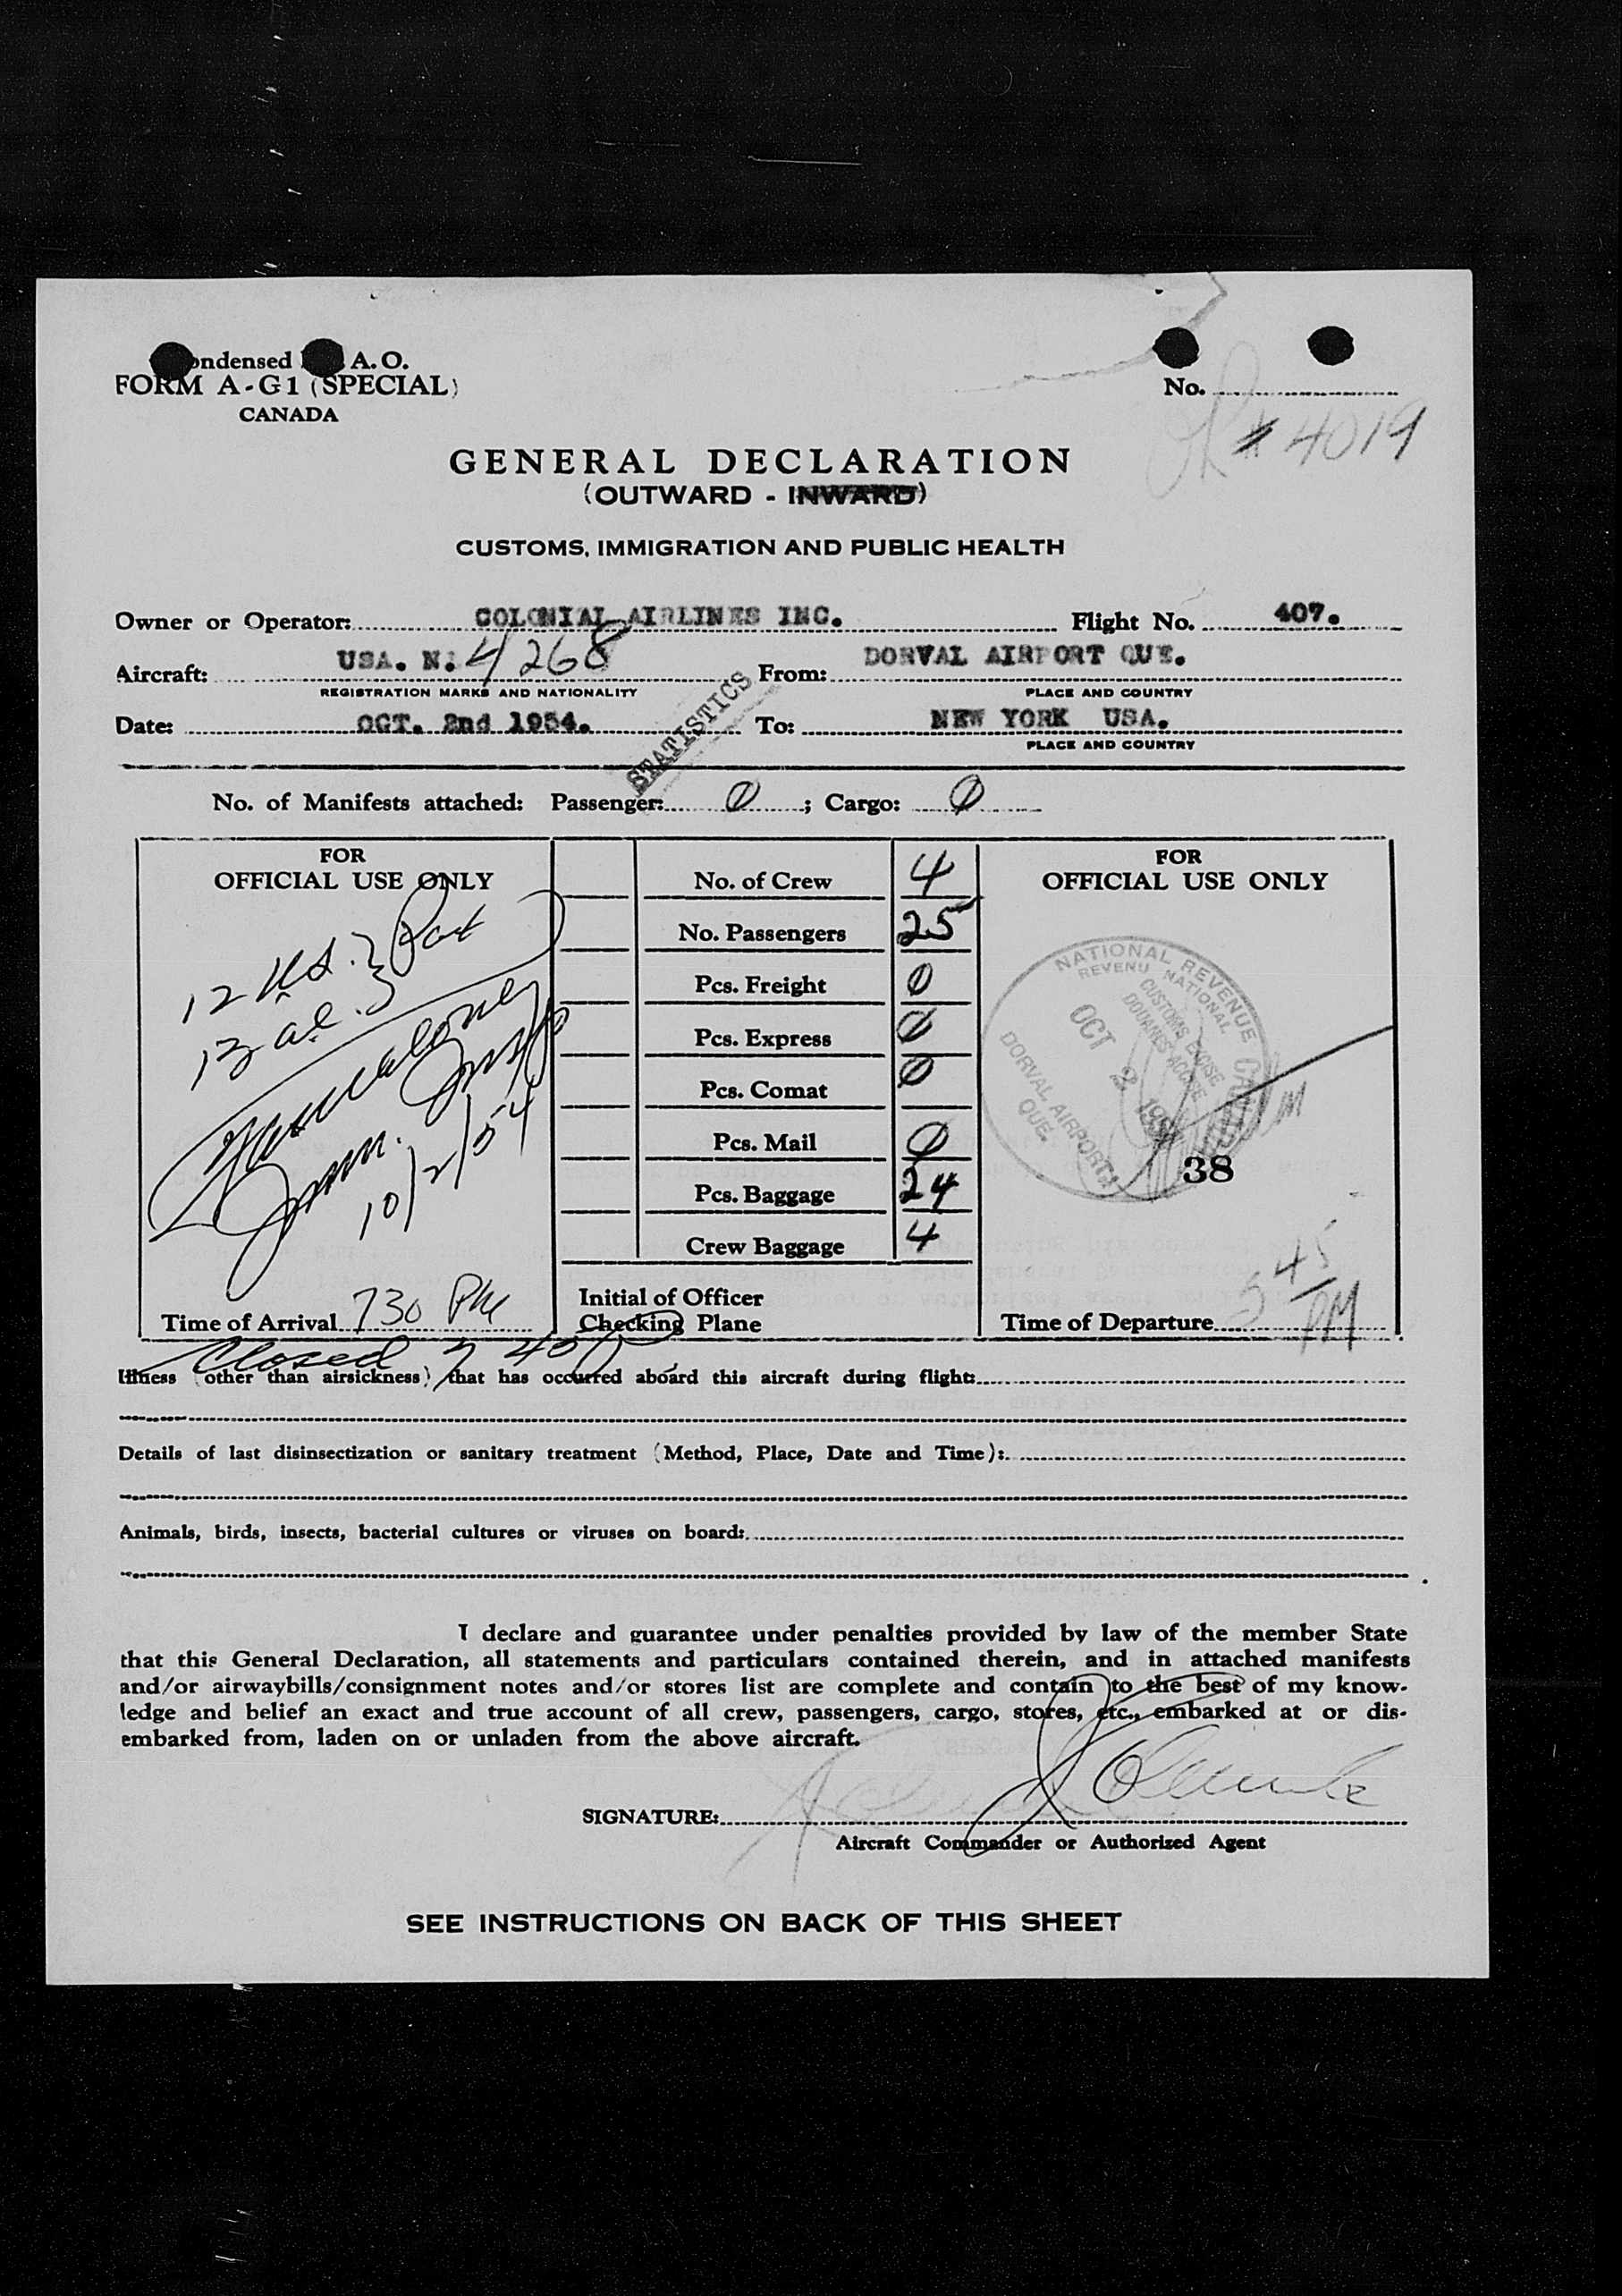 ondensed A. O.
FORM A-G1 (SPECIAL)
CANADA
No.
# 4019
GENERAL DECLARATION
(OUTWARD - INWARD)
CUSTOMS, IMMIGRATION AND PUBLIC HEALTH
Owner or Operator: COLONIAL AIRLINES INC. Flight No. 407.
Aircraft: USA. N. 4268 From: DORVAL AIRPORT QUE.
REGISTRATION MARKS AND NATIONALITY PLACE AND COUNTRY
Date: OCT. 2nd 1954. To: NEW YORK USA.
PLACE AND COUNTRY
STATISTICS
No. of Manifests attached: Passenger: 0 ; Cargo: 0
FOR
OFFICIAL USE ONLY
12 US.
13 al.
Imm. Insp
10/2/54
Time of Arrival 730 PM
Closed 7 40
No. of Crew 4
No. Passengers 25
Pcs. Freight 0
Pcs. Express 0
Pcs. Comat 0
Pcs. Mail 0
Pcs. Baggage 24
Crew Baggage 4
Initial of Officer
Checking Plane
FOR
OFFICIAL USE ONLY
NATIONAL REVENUE CANADA
REVENU NATIONAL
CUSTOMS EXCISE
DOUANES ACCISE
OCT 2 1954
DORVAL AIRPORT
QUE.
38
Time of Departure 545 PM
Illness (other than airsickness) that has occurred aboard this aircraft during flight:
Details of last disinsectization or sanitary treatment (Method, Place, Date and Time):
Animals, birds, insects, bacterial cultures or viruses on board:
I declare and guarantee under penalties provided by law of the member State
that this General Declaration, all statements and particulars contained therein, and in attached manifests
and/or airwaybills/consignment notes and/or stores list are complete and contain to the best of my know-
ledge and belief an exact and true account of all crew, passengers, cargo, stores, etc., embarked at or dis-
embarked from, laden on or unladen from the above aircraft.
SIGNATURE:
Aircraft Commander or Authorized Agent
SEE INSTRUCTIONS ON BACK OF THIS SHEET